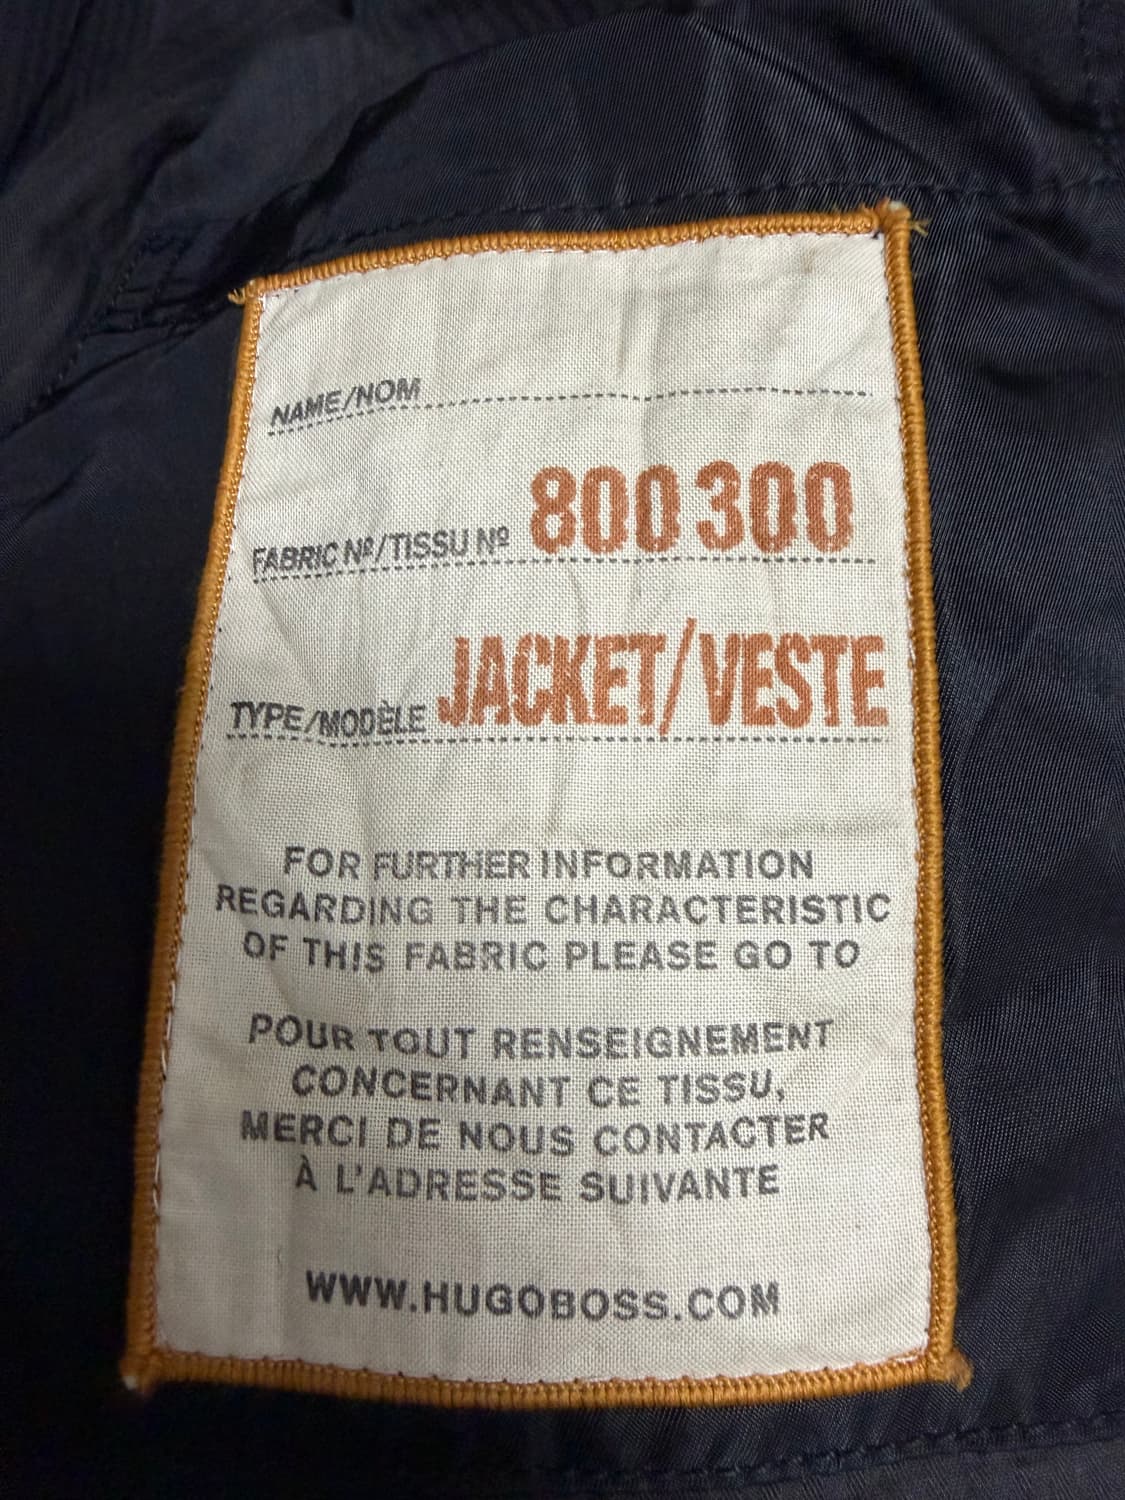 NAME/NOM
FABRIC Nº/TISSU Nº 800 300
TYPE/MODÈLE JACKET/VESTE
FOR FURTHER INFORMATION
REGARDING THE CHARACTERISTIC
OF THIS FABRIC PLEASE GO TO
POUR TOUT RENSEIGNEMENT
CONCERNANT CE TISSU,
MERCI DE NOUS CONTACTER
À L'ADRESSE SUIVANTE
WWW.HUGOBOSS.COM